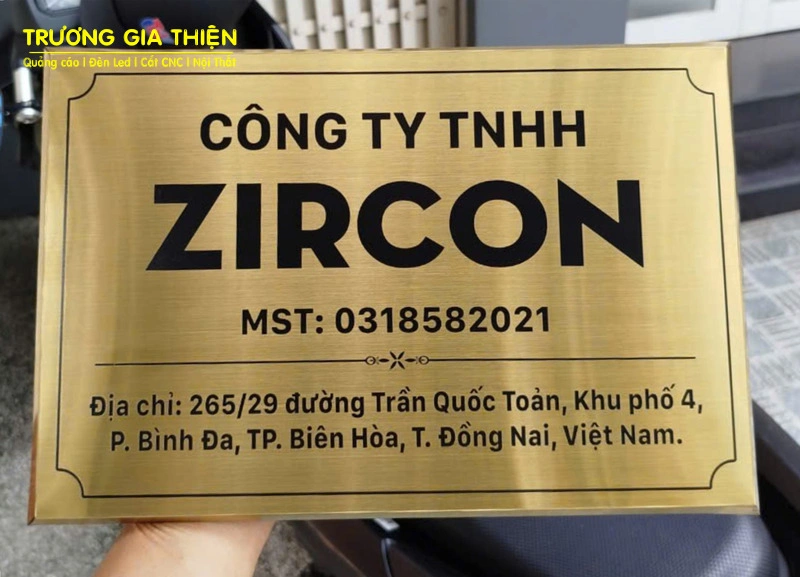 TRƯƠNG GIA THIỆN
Quảng cáo | Đèn Led | Cắt CNC | Nội Thất
CÔNG TY TNHH
ZIRCON
MST: 0318582021
Địa chỉ: 265/29 đường Trần Quốc Toản, Khu phố 4,
P. Bình Đa, TP. Biên Hòa, T. Đồng Nai, Việt Nam.